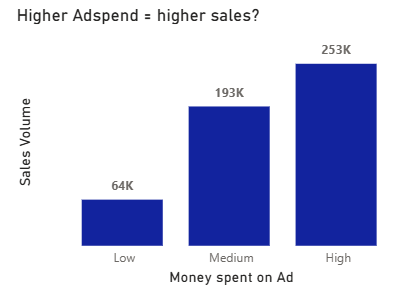 Higher Adspend = higher sales?
253K
193K
64K
Sales Volume
Low Medium High
Money spent on Ad